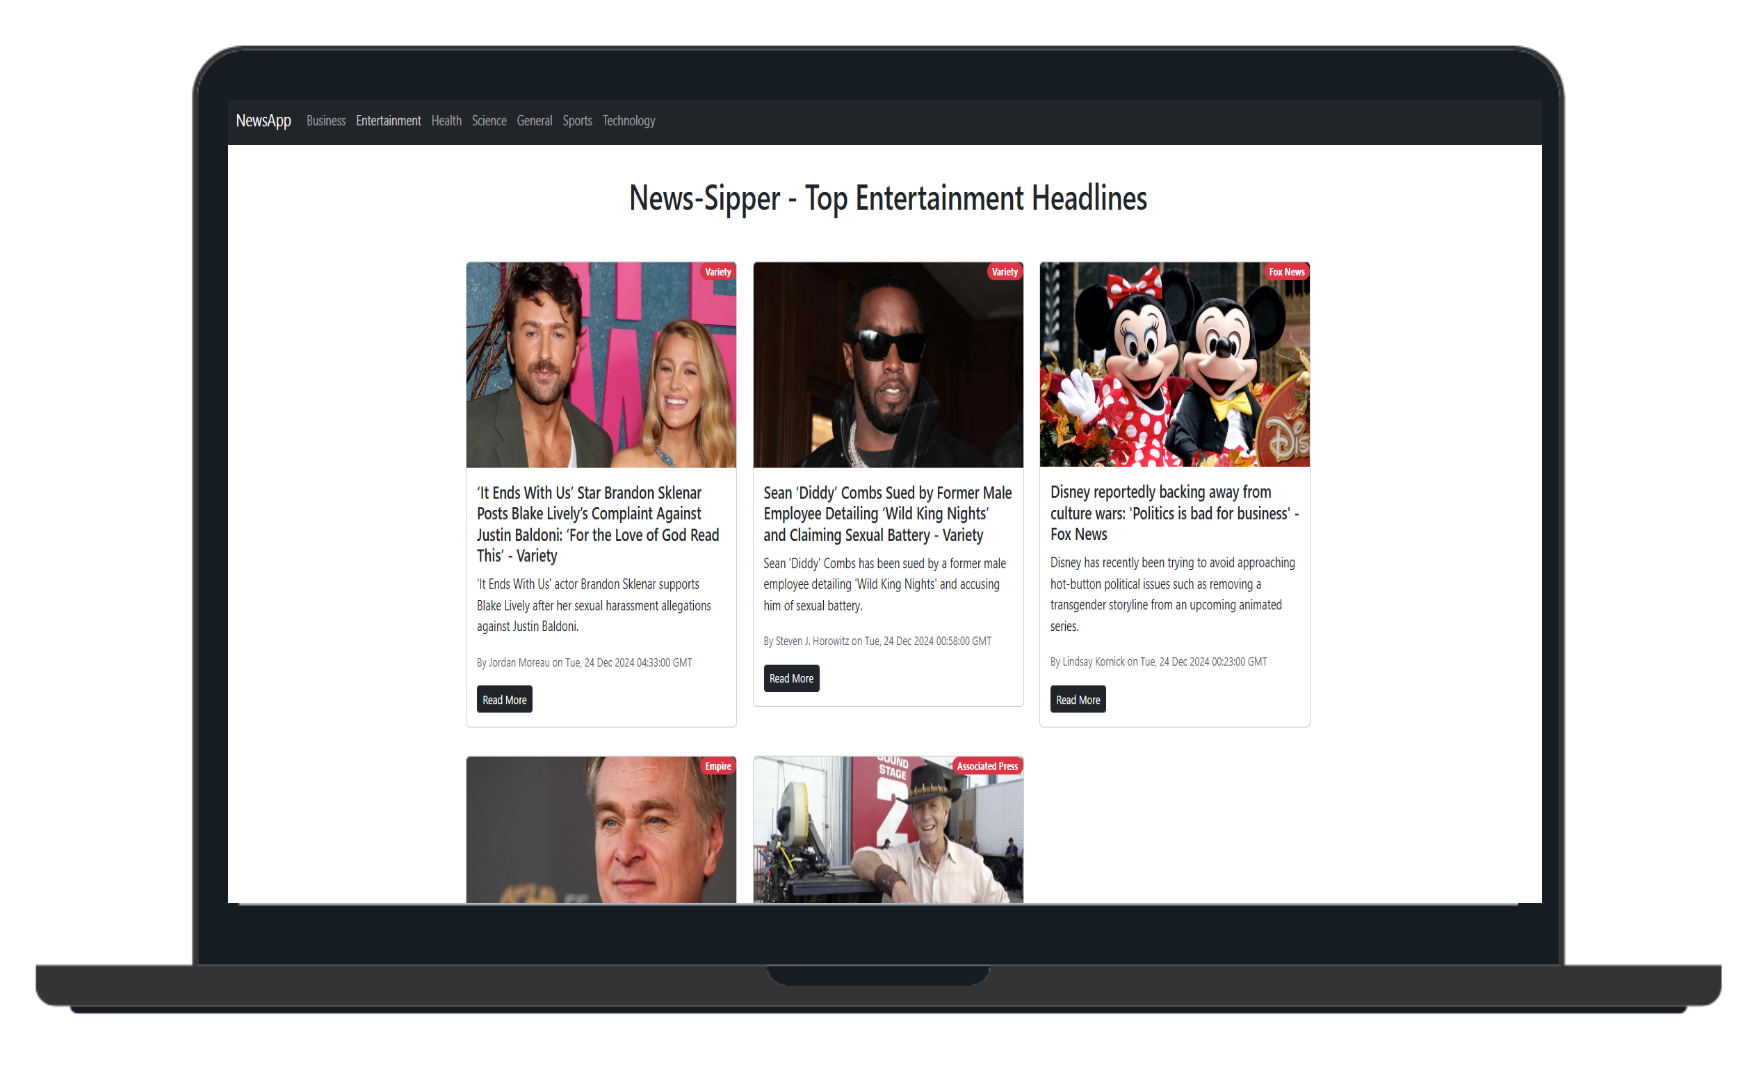 NewsApp Business Entertainment Health Science General Sports Technology
News-Sipper - Top Entertainment Headlines
Variety
‘It Ends With Us’ Star Brandon Sklenar
Posts Blake Lively’s Complaint Against
Justin Baldoni: ‘For the Love of God Read
This’ - Variety
'It Ends With Us' actor Brandon Sklenar supports
Blake Lively after her sexual harassment allegations
against Justin Baldoni.
By Jordan Moreau on Tue, 24 Dec 2024 04:33:00 GMT
Read More
Variety
Sean ‘Diddy’ Combs Sued by Former Male
Employee Detailing ‘Wild King Nights’
and Claiming Sexual Battery - Variety
Sean 'Diddy' Combs has been sued by a former male
employee detailing 'Wild King Nights' and accusing
him of sexual battery.
By Steven J. Horowitz on Tue, 24 Dec 2024 00:58:00 GMT
Read More
Fox News
Disney reportedly backing away from
culture wars: 'Politics is bad for business' -
Fox News
Disney has recently been trying to avoid approaching
hot-button political issues such as removing a
transgender storyline from an upcoming animated
series.
By Lindsay Kornick on Tue, 24 Dec 2024 00:23:00 GMT
Read More
Empire
Associated Press
STAGE
2